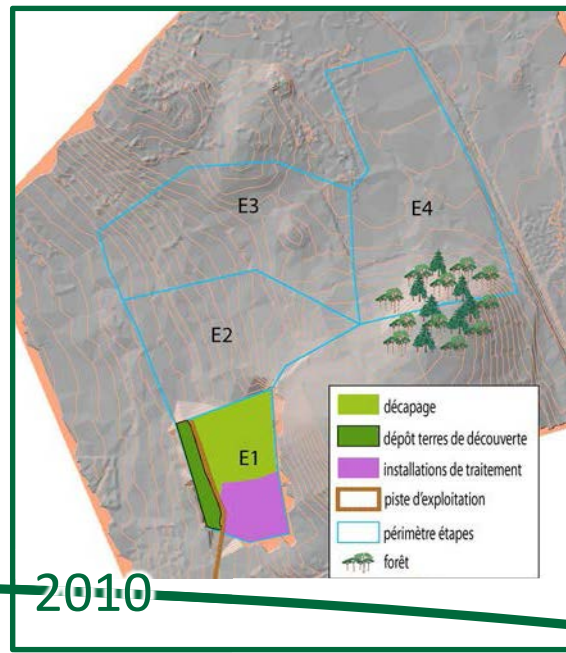 E3
E4
E2
E1
décapage
dépôt terres de découverte
installations de traitement
piste d'exploitation
périmètre étapes
forêt
2010